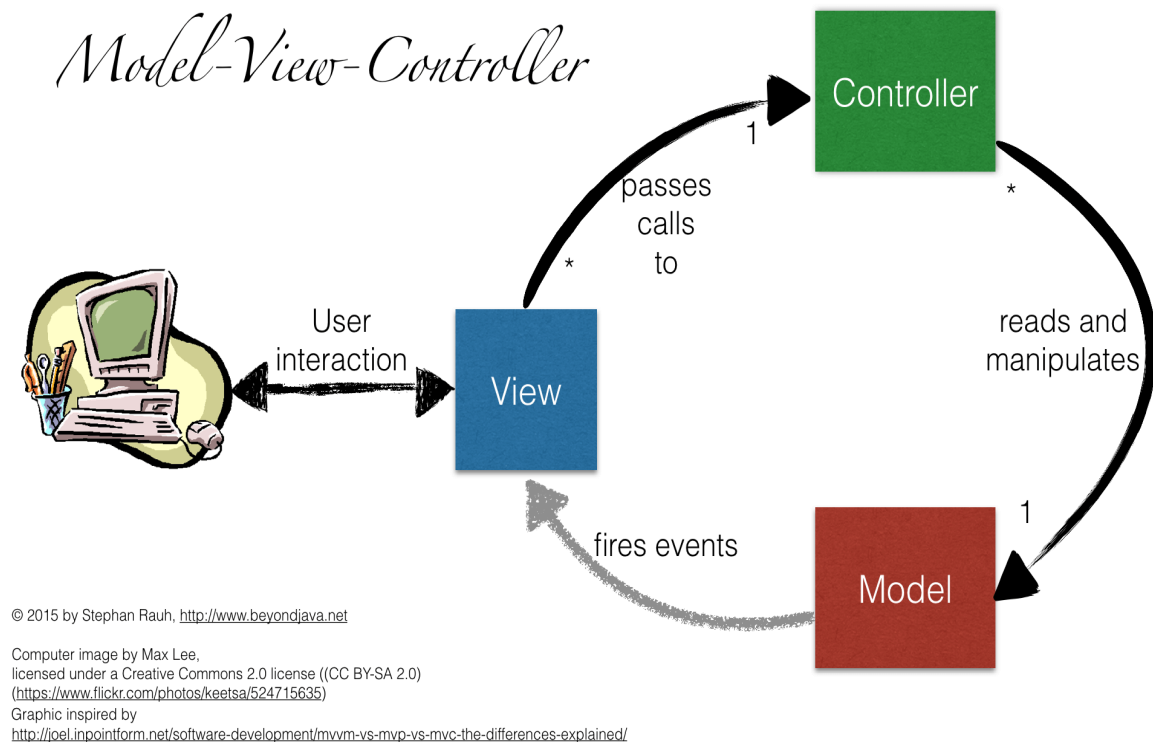 Model-View-Controller
Controller
1
passes
calls
to
*
*
User
interaction
reads and
manipulates
View
1
fires events
Model
© 2015 by Stephan Rauh, http://www.beyondjava.net
Computer image by Max Lee,
licensed under a Creative Commons 2.0 license ((CC BY-SA 2.0)
(https://www.flickr.com/photos/keetsa/524715635)
Graphic inspired by
http://joel.inpointform.net/software-development/mvvm-vs-mvp-vs-mvc-the-differences-explained/